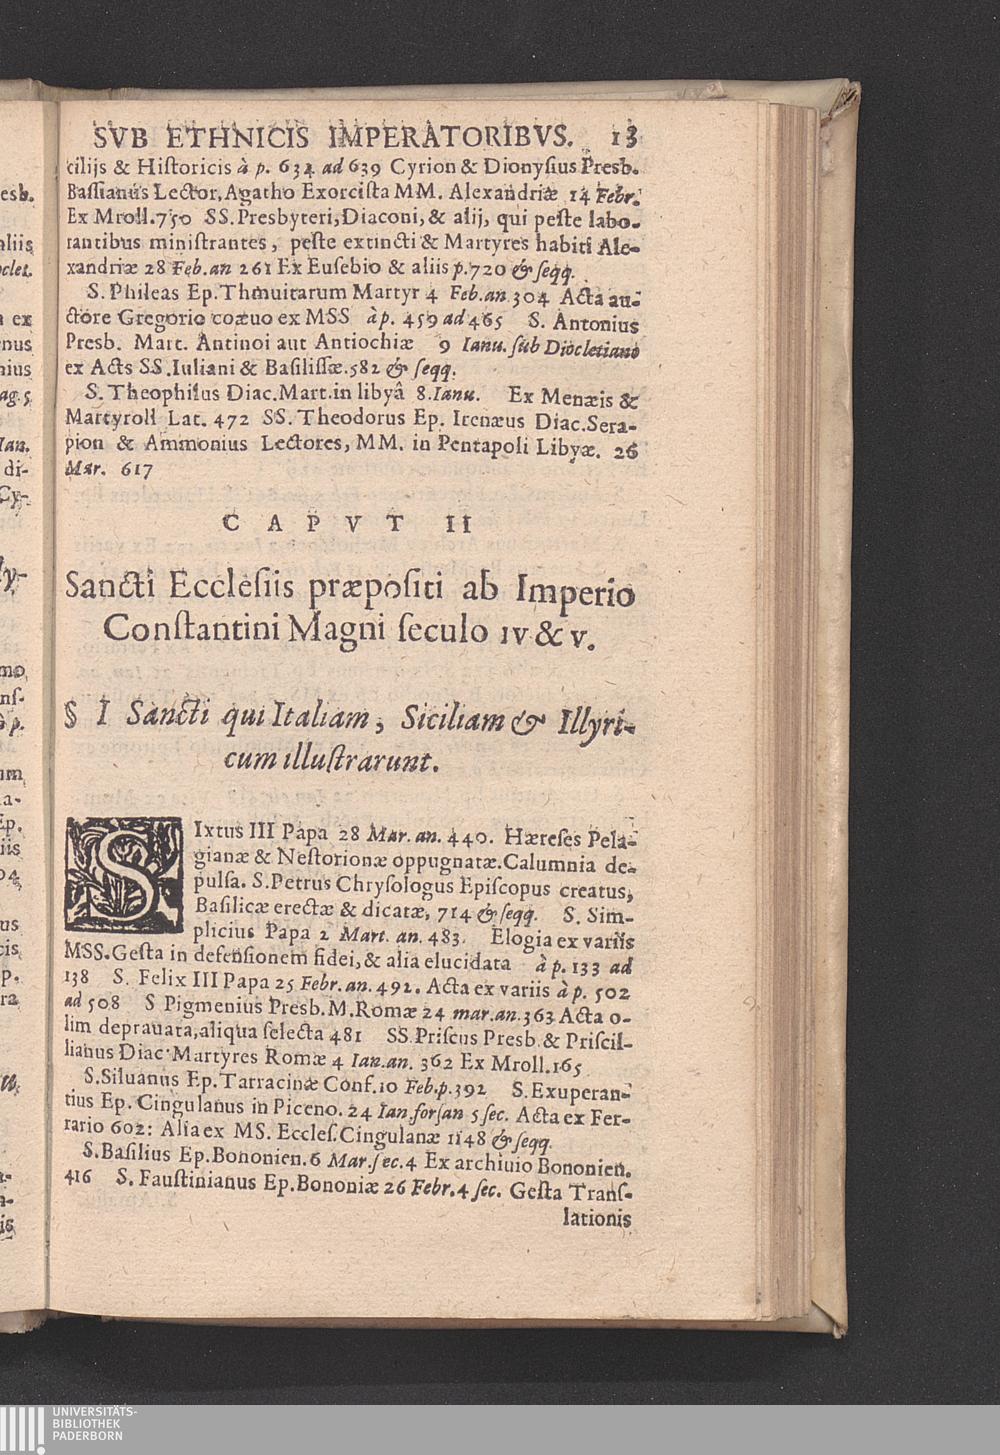 SVB ETHNICIS IMPERATORIBVS. 13
cilijs & Hiſtoricis à p. 634 ad 639 Cyrion & Dionyſius Presb.
Baſſianus Lector, Agatho Exorciſta MM. Alexandriæ 14 Febr.
Ex Mroll. 750 SS. Presbyteri, Diaconi, & alij, qui peſte labo-
rantibus miniſtrantes, peſte extincti & Martyres habiti Ale-
xandriæ 28 Feb. an 261 Ex Euſebio & aliis p. 720 & ſeqq.
S. Phileas Ep. Thmuitarum Martyr 4 Feb. an 304 Acta au-
ctore Gregorio coæuo ex MSS à p. 459 ad 465 S. Antonius
Presb. Mart. Antinoi aut Antiochiæ 9 Ianu. ſub Diocletiano
ex Acts SS. Iuliani & Baſiliſſæ. 582 & ſeqq.
S. Theophilus Diac. Mart. in libyâ 8. Ianu. Ex Menæis &
Martyroll Lat. 472 SS. Theodorus Ep. Irenæus Diac. Sera-
pion & Ammonius Lectores, MM. in Pentapoli Libyæ. 26
Mar. 617
CAPVT II
Sancti Eccleſiis præpoſiti ab Imperio
Conſtantini Magni ſeculo IV & V.
§ I Sancti qui Italiam, Siciliam & Illyri-
cum illuſtrarunt.
SIxtus III Papa 28 Mar. an. 440. Hæreſes Pela-
gianæ & Neſtorionæ oppugnatæ. Calumnia de-
pulſa. S. Petrus Chryſologus Epiſcopus creatus,
Baſilicæ erectæ & dicatæ, 714 & ſeqq. S. Sim-
plicius Papa 2 Mart. an. 483. Elogia ex variis
MSS. Geſta in defenſionem fidei, & alia elucidata à p. 133 ad
138 S. Felix III Papa 25 Febr. an. 492. Acta ex variis à p. 502
ad 508 S Pigmenius Presb. M. Romæ 24 mar. an. 363 Acta o-
lim deprauata, aliqua ſelecta 481 SS. Priſcus Presb. & Priſcil-
lianus Diac. Martyres Romæ 4 Ian. an. 362 Ex Mroll. 165
S. Siluanus Ep. Tarracinæ Conf. 10 Feb. p. 392 S. Exuperan-
tius Ep. Cingulanus in Piceno. 24 Ian. forſan 5 ſec. Acta ex Fer-
rario 602: Alia ex MS. Eccleſ. Cingulanæ 1148 & ſeqq.
S. Baſilius Ep. Bononien. 6 Mar. ſec. 4 Ex archiuio Bononien.
416 S. Fauſtinianus Ep. Bononiæ 26 Febr. 4 ſec. Geſta Tranſ-
lationis
UNIVERSITÄTS-
BIBLIOTHEK
PADERBORN